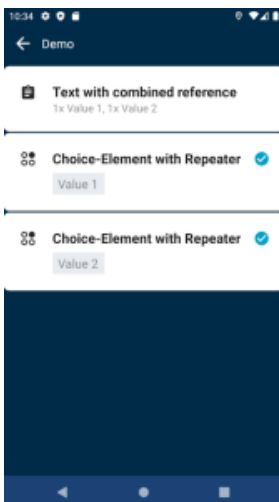 10:34
Demo
Text with combined reference
1x Value 1, 1x Value 2
Choice-Element with Repeater
Value 1
Choice-Element with Repeater
Value 2